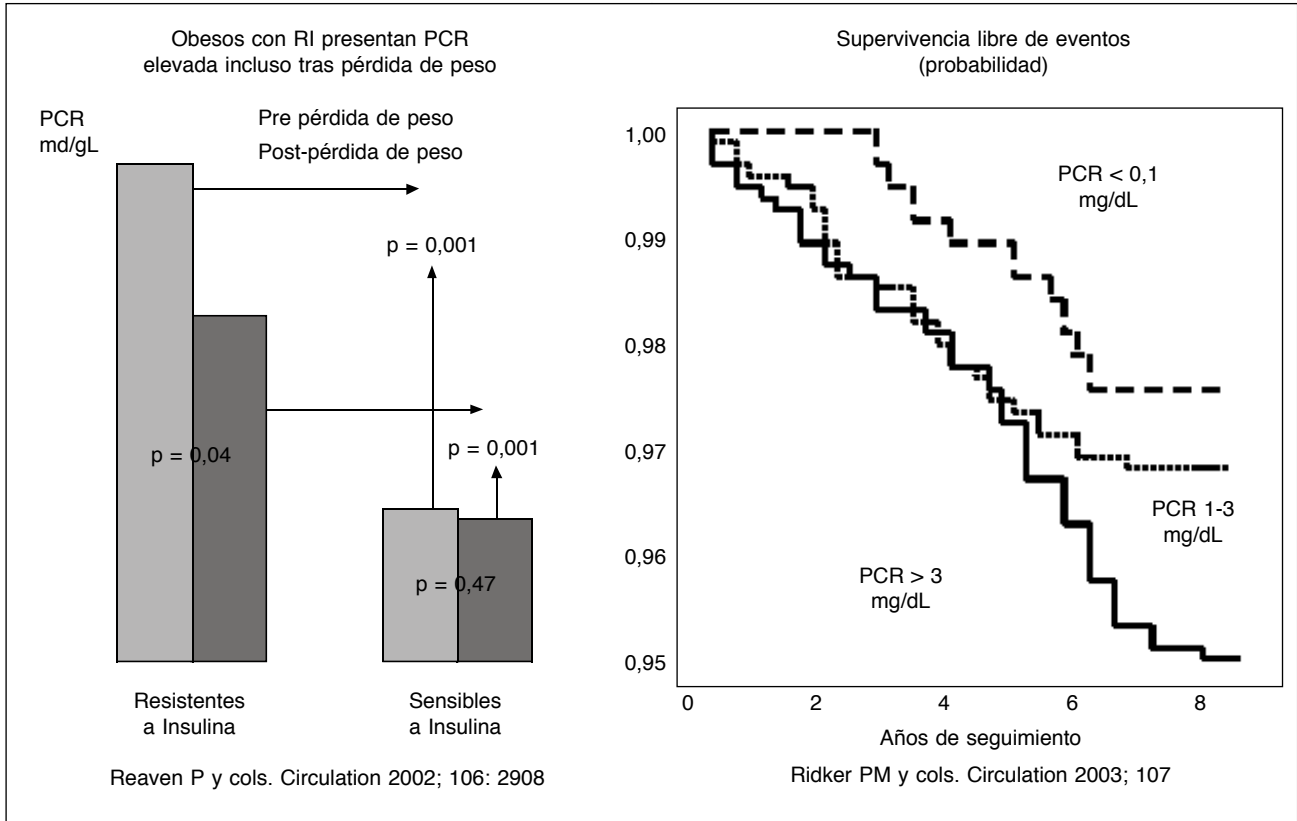 Obesos con RI presentan PCR
elevada incluso tras pérdida de peso
PCR
md/gL
Pre pérdida de peso
Post-pérdida de peso
p = 0,001
p = 0,04
p = 0,001
p = 0,47
Resistentes
a Insulina
Sensibles
a Insulina
Reaven P y cols. Circulation 2002; 106: 2908
Supervivencia libre de eventos
(probabilidad)
1,00
0,99
0,98
0,97
0,96
0,95
PCR < 0,1
mg/dL
PCR 1-3
mg/dL
PCR > 3
mg/dL
0 2 4 6 8
Años de seguimiento
Ridker PM y cols. Circulation 2003; 107